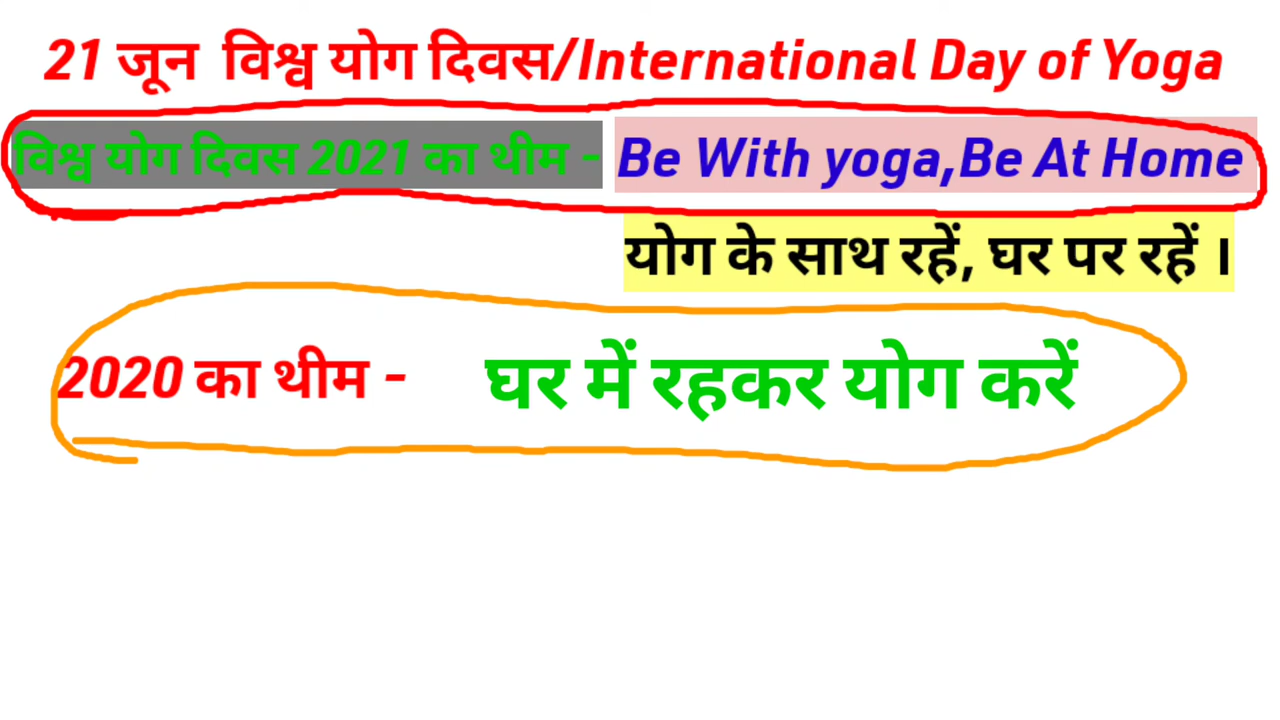 21 जून विश्व योग दिवस/International Day of Yoga
विश्व योग दिवस 2021 का थीम - Be With yoga,Be At Home
योग के साथ रहें, घर पर रहें ।
2020 का थीम - घर में रहकर योग करें